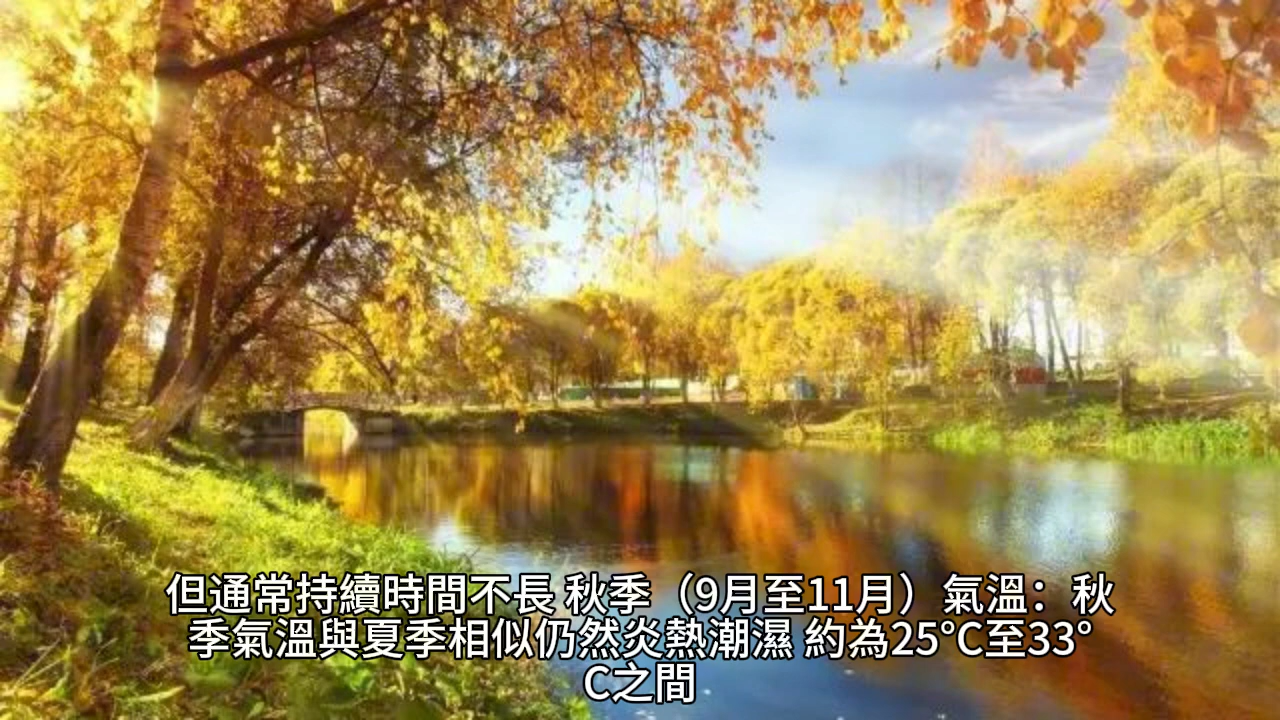 但通常持續時間不長 秋季（9月至11月）氣溫：秋
季氣溫與夏季相似仍然炎熱潮濕 約為25°C至33°
C之間